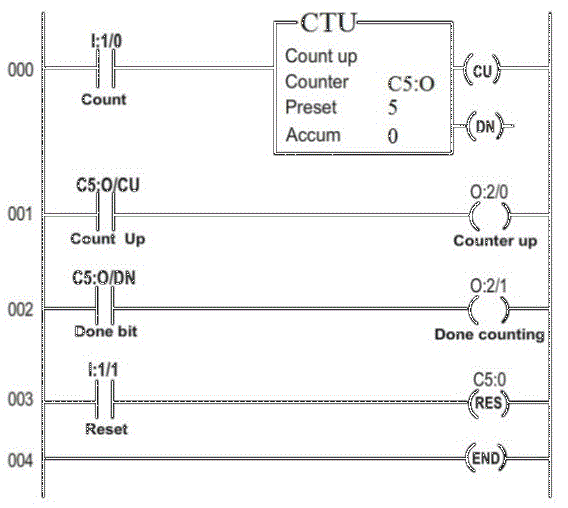 CTU
I:1/0
Count up
000
CU
Counter C5:O
Count
Preset 5
DN
Accum 0
C5:O/CU
O:2/0
001
Count Up
Counter up
C5:O/DN
O:2/1
002
Done bit
Done counting
I:1/1
C5:0
003
RES
Reset
004
END